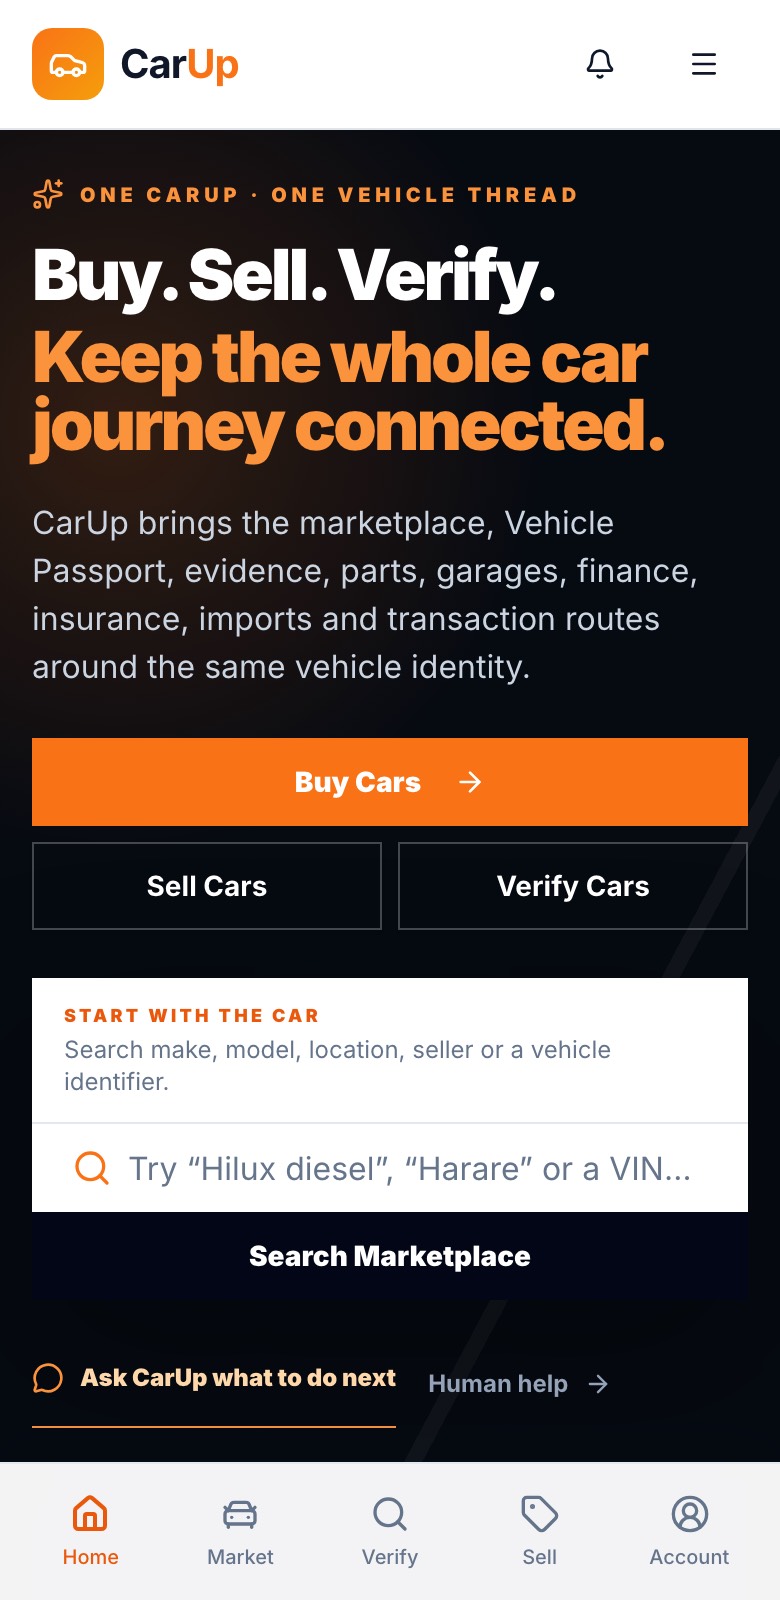 CarUp
ONE CARUP · ONE VEHICLE THREAD
Buy. Sell. Verify.
Keep the whole car
journey connected.
CarUp brings the marketplace, Vehicle
Passport, evidence, parts, garages, finance,
insurance, imports and transaction routes
around the same vehicle identity.
Buy Cars
Sell Cars
Verify Cars
START WITH THE CAR
Search make, model, location, seller or a vehicle
identifier.
Try “Hilux diesel”, “Harare” or a VIN...
Search Marketplace
Ask CarUp what to do next
Human help
Home
Market
Verify
Sell
Account